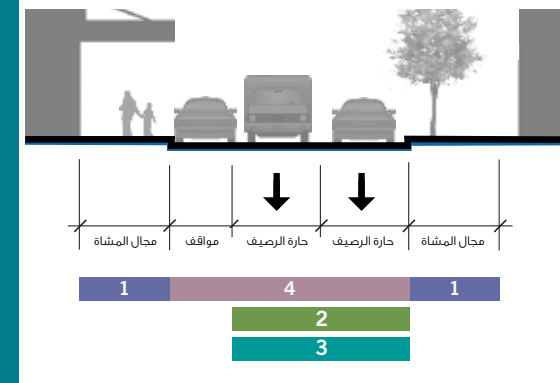 مجال المشاة حارة الرصيف حارة الرصيف مواقف مجال المشاة
1 4 1
2
3